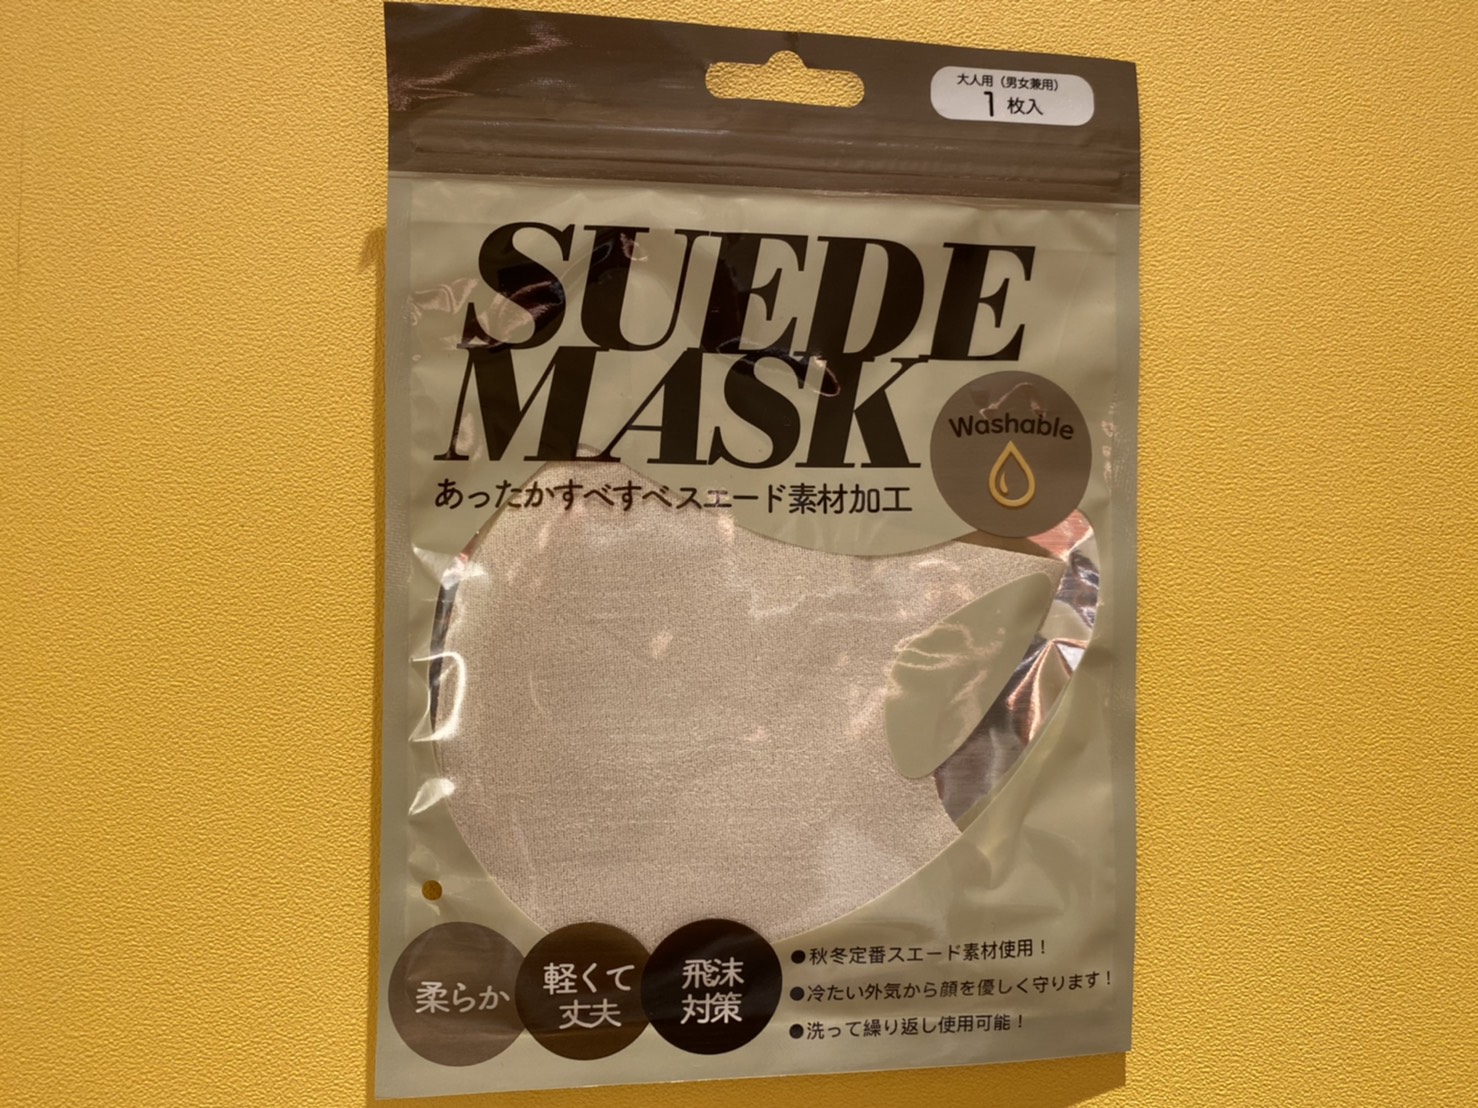 大人用（男女兼用）
1枚入
SUEDE
MASK
Washable
あったかすべすべスエード素材加工
柔らか
軽くて
丈夫
飛沫
対策
●秋冬定番スエード素材使用！
●冷たい外気から顔を優しく守ります！
●洗って繰り返し使用可能！